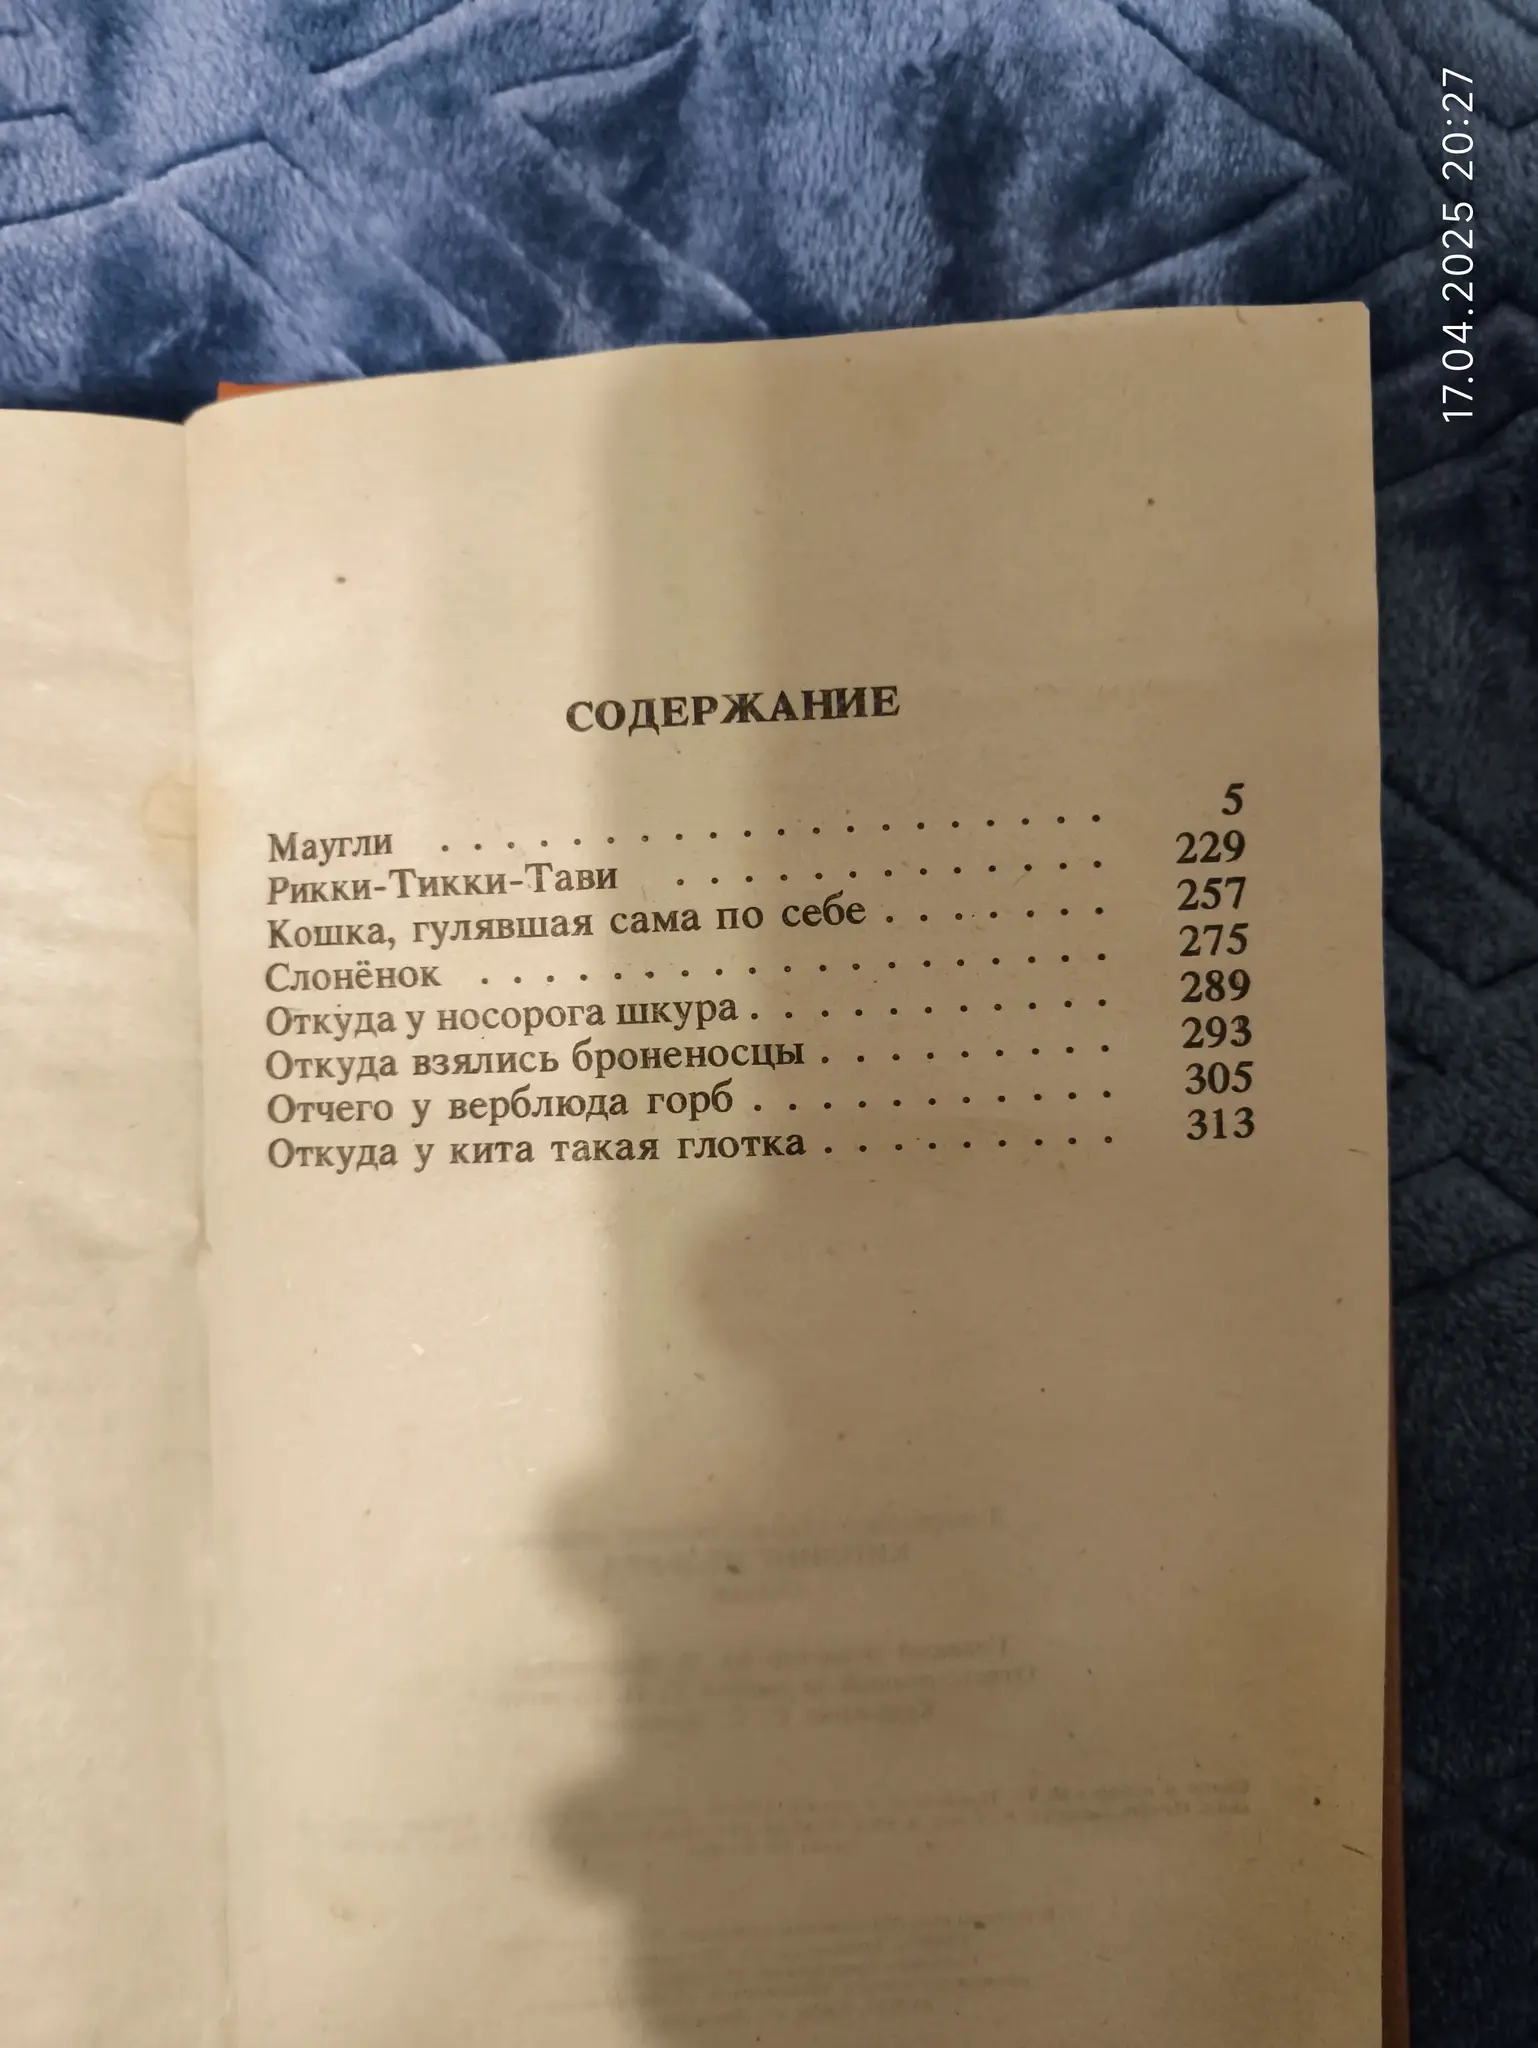 17.04.2025 20:27
СОДЕРЖАНИЕ
Маугли . . . . . . . . . . . . . . . . . . . . . 5
Рикки-Тикки-Тави . . . . . . . . . . . . . . 229
Кошка, гулявшая сама по себе . . . . . . . 257
Слонёнок . . . . . . . . . . . . . . . . . . . 275
Откуда у носорога шкура . . . . . . . . . . . 289
Откуда взялись броненосцы . . . . . . . . . 293
Отчего у верблюда горб . . . . . . . . . . . 305
Откуда у кита такая глотка . . . . . . . . . 313